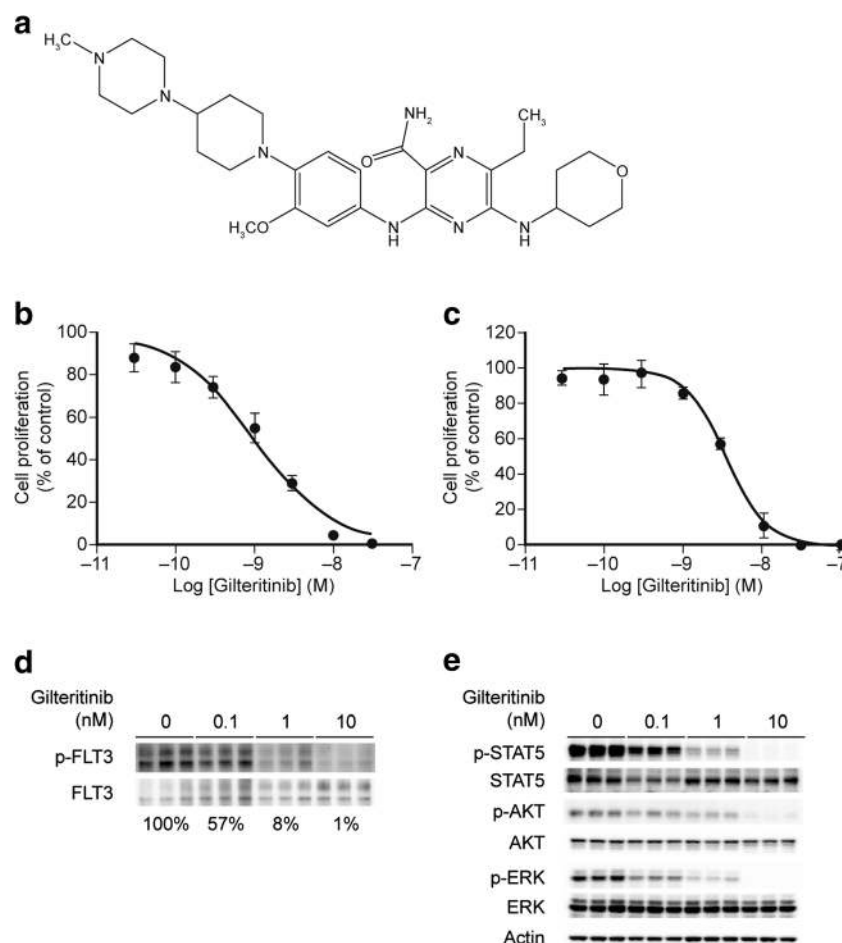 a
H₃C
N
N
N
H₃CO
N
H
O
NH₂
N
N
CH₃
N
H
O
b
Cell proliferation
(% of control)
100
80
60
40
20
0
–11 –10 –9 –8 –7
Log [Gilteritinib] (M)
c
Cell proliferation
(% of control)
120
100
80
60
40
20
0
–11 –10 –9 –8 –7
Log [Gilteritinib] (M)
d
Gilteritinib
(nM) 0 0.1 1 10
p-FLT3
FLT3
100% 57% 8% 1%
e
Gilteritinib
(nM) 0 0.1 1 10
p-STAT5
STAT5
p-AKT
AKT
p-ERK
ERK
Actin